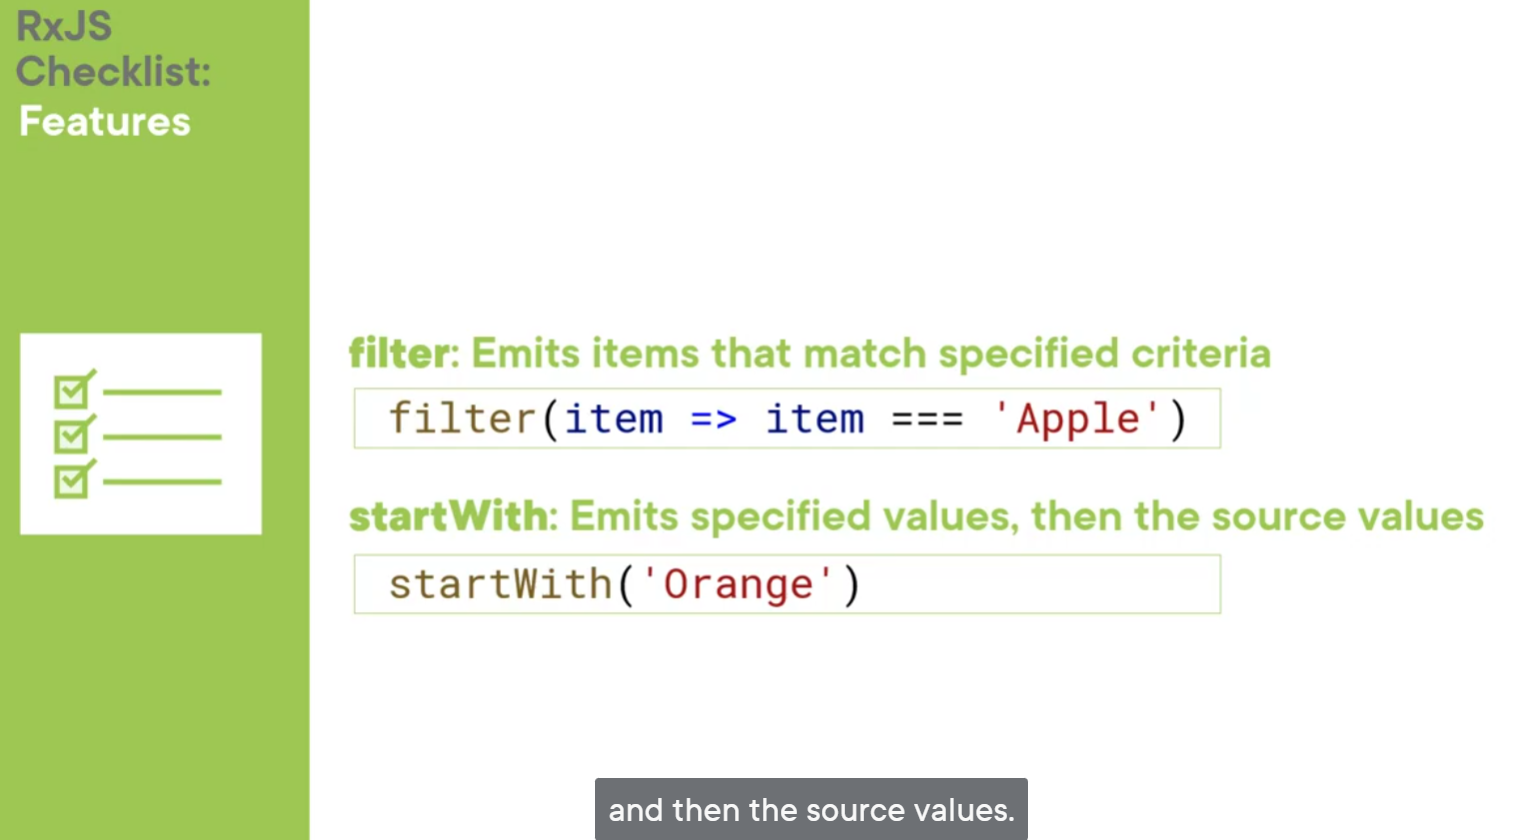 RxJS
Checklist:
Features
filter: Emits items that match specified criteria
filter(item => item === 'Apple')
startWith: Emits specified values, then the source values
startWith('Orange')
and then the source values.